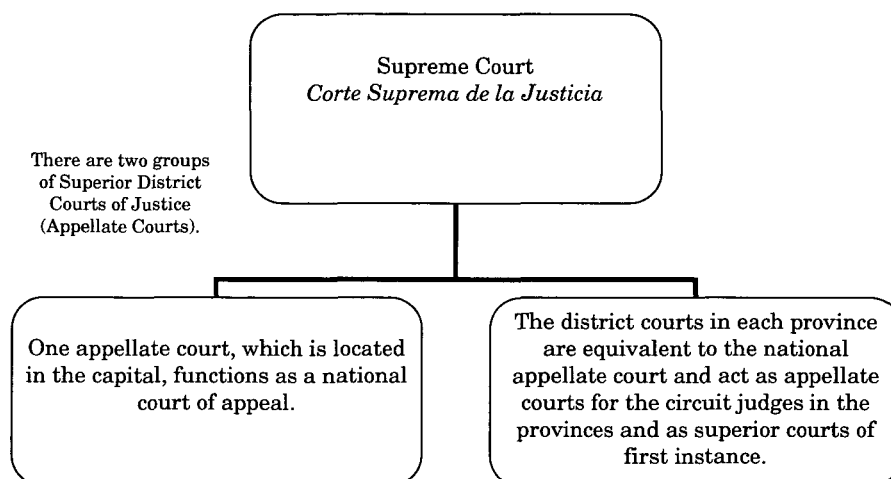 Supreme Court
Corte Suprema de la Justicia
There are two groups
of Superior District
Courts of Justice
(Appellate Courts).
One appellate court, which is located
in the capital, functions as a national
court of appeal.
The district courts in each province
are equivalent to the national
appellate court and act as appellate
courts for the circuit judges in the
provinces and as superior courts of
first instance.